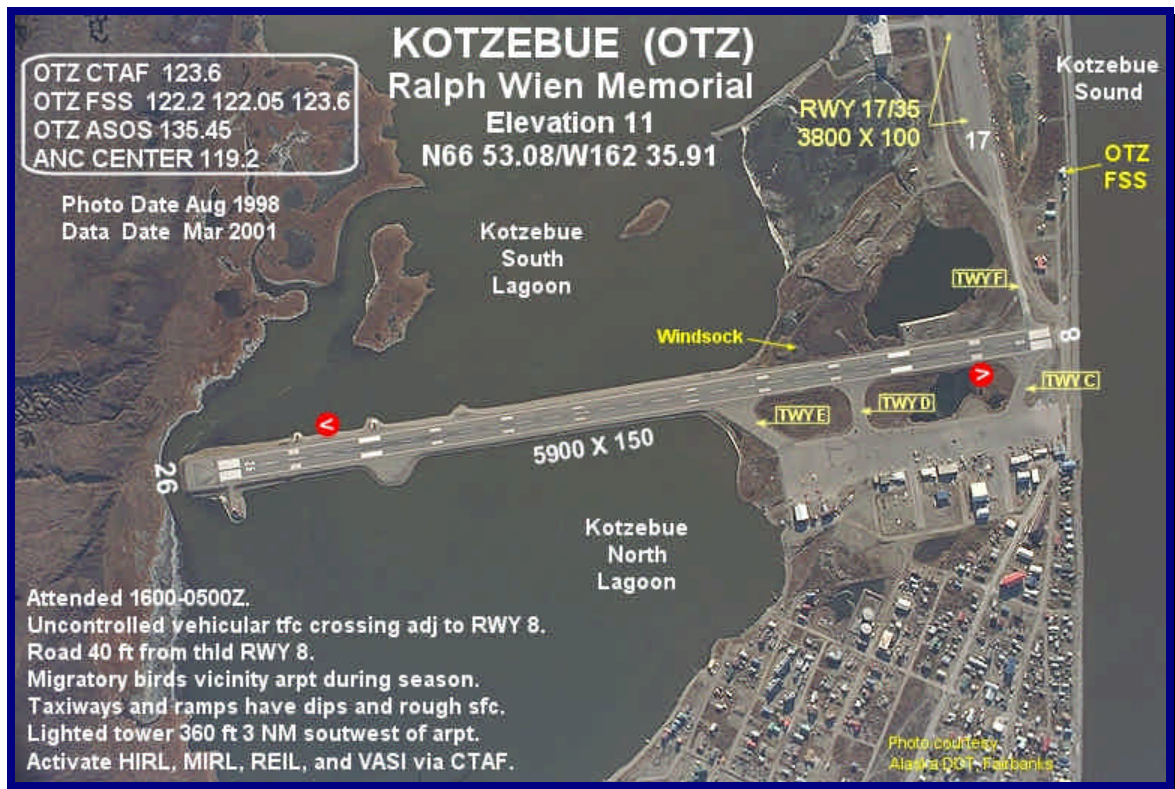 KOTZEBUE (OTZ)
Ralph Wien Memorial
Elevation 11
N66 53.08/W162 35.91
OTZ CTAF 123.6
OTZ FSS 122.2 122.05 123.6
OTZ ASOS 135.45
ANC CENTER 119.2
Photo Date Aug 1998
Data Date Mar 2001
Kotzebue
Sound
RWY 17/35
3800 X 100
17
OTZ
FSS
Kotzebue
South
Lagoon
TWY F
Windsock
8
>
TWY C
TWY D
TWY E
<
5900 X 150
26
Kotzebue
North
Lagoon
Attended 1600-0500Z.
Uncontrolled vehicular tfc crossing adj to RWY 8.
Road 40 ft from thld RWY 8.
Migratory birds vicinity arpt during season.
Taxiways and ramps have dips and rough sfc.
Lighted tower 360 ft 3 NM soutwest of arpt.
Activate HIRL, MIRL, REIL, and VASI via CTAF.
Photo courtesy
Alaska DOT, Fairbanks